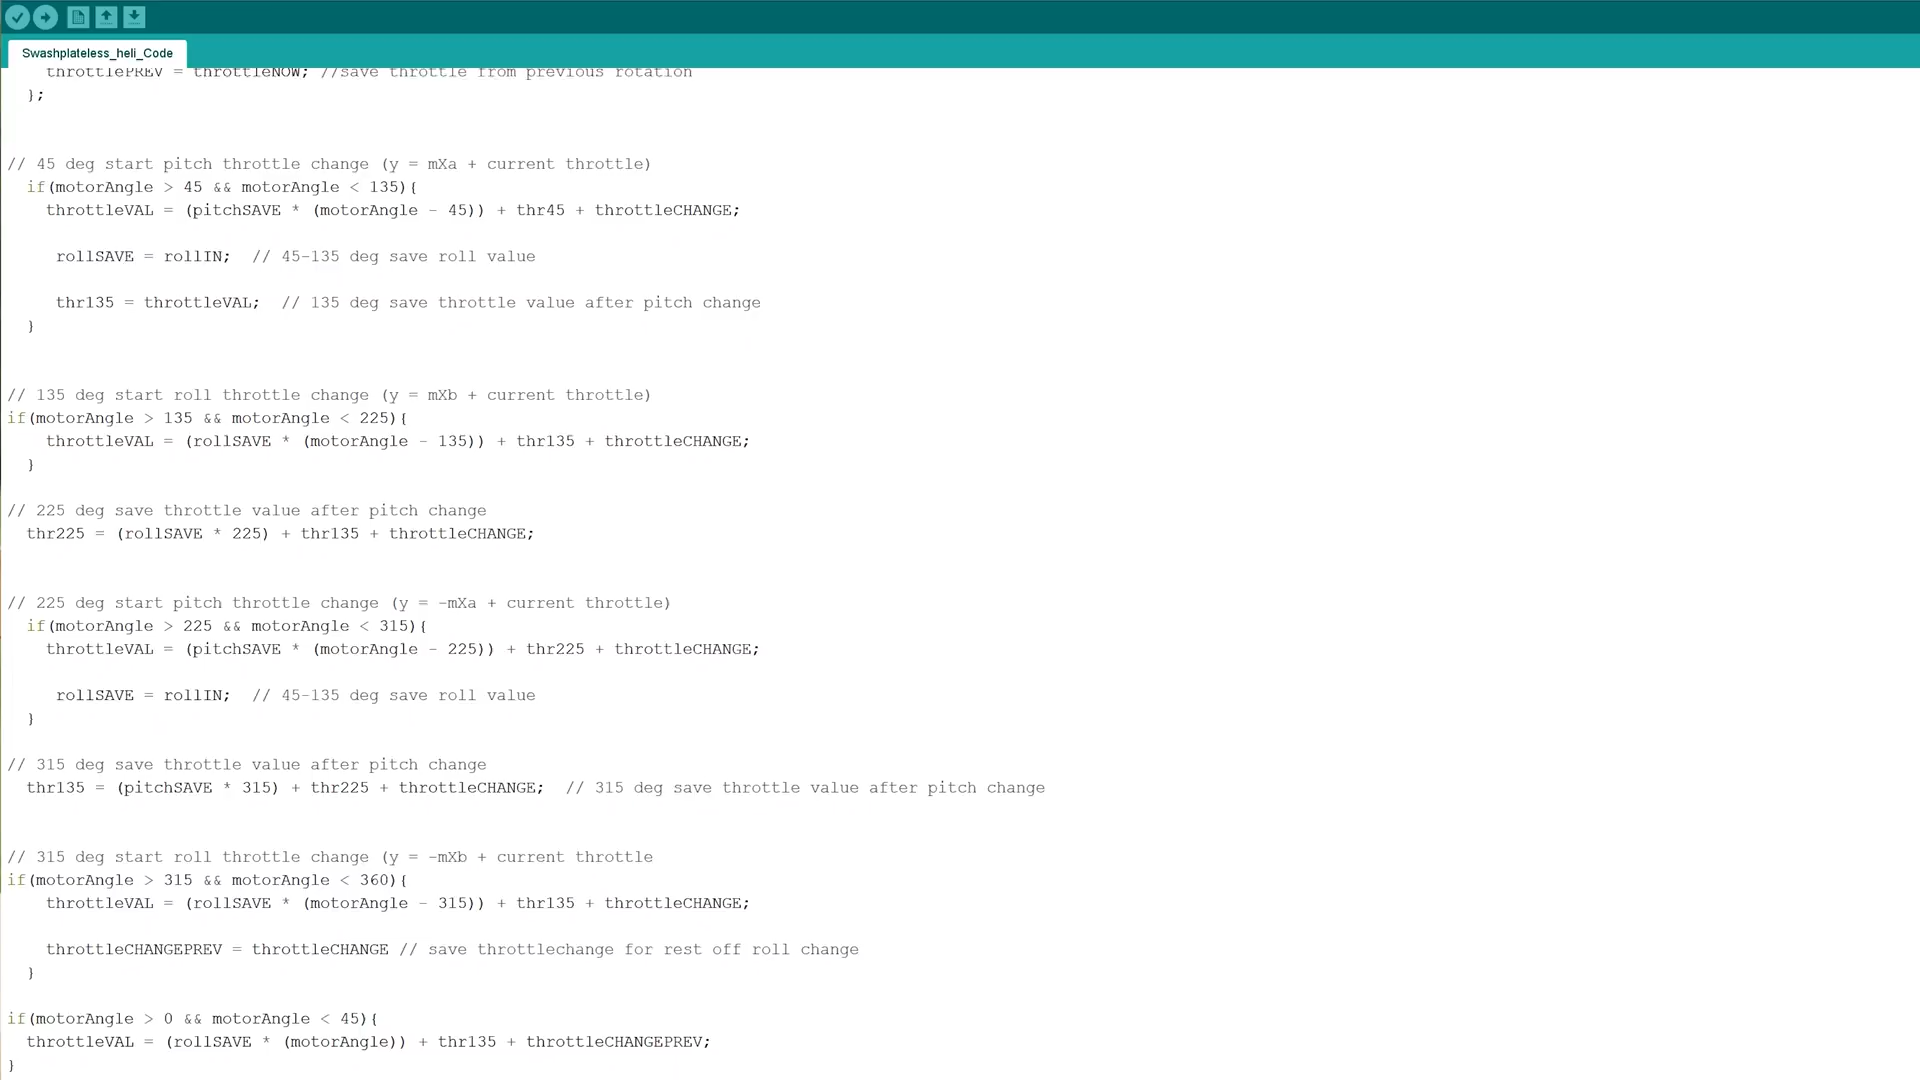 Swashplateless_heli_Code
throttlePREV = throttleNOW; //save throttle from previous rotation
};
// 45 deg start pitch throttle change (y = mXa + current throttle)
if(motorAngle > 45 && motorAngle < 135){
throttleVAL = (pitchSAVE * (motorAngle - 45)) + thr45 + throttleCHANGE;
rollSAVE = rollIN;  // 45-135 deg save roll value
thr135 = throttleVAL;  // 135 deg save throttle value after pitch change
}
// 135 deg start roll throttle change (y = mXb + current throttle)
if(motorAngle > 135 && motorAngle < 225){
throttleVAL = (rollSAVE * (motorAngle - 135)) + thr135 + throttleCHANGE;
}
// 225 deg save throttle value after pitch change
thr225 = (rollSAVE * 225) + thr135 + throttleCHANGE;
// 225 deg start pitch throttle change (y = -mXa + current throttle)
if(motorAngle > 225 && motorAngle < 315){
throttleVAL = (pitchSAVE * (motorAngle - 225)) + thr225 + throttleCHANGE;
rollSAVE = rollIN;  // 45-135 deg save roll value
}
// 315 deg save throttle value after pitch change
thr135 = (pitchSAVE * 315) + thr225 + throttleCHANGE;  // 315 deg save throttle value after pitch change
// 315 deg start roll throttle change (y = -mXb + current throttle
if(motorAngle > 315 && motorAngle < 360){
throttleVAL = (rollSAVE * (motorAngle - 315)) + thr135 + throttleCHANGE;
throttleCHANGEPREV = throttleCHANGE // save throttlechange for rest off roll change
}
if(motorAngle > 0 && motorAngle < 45){
throttleVAL = (rollSAVE * (motorAngle)) + thr135 + throttleCHANGEPREV;
}